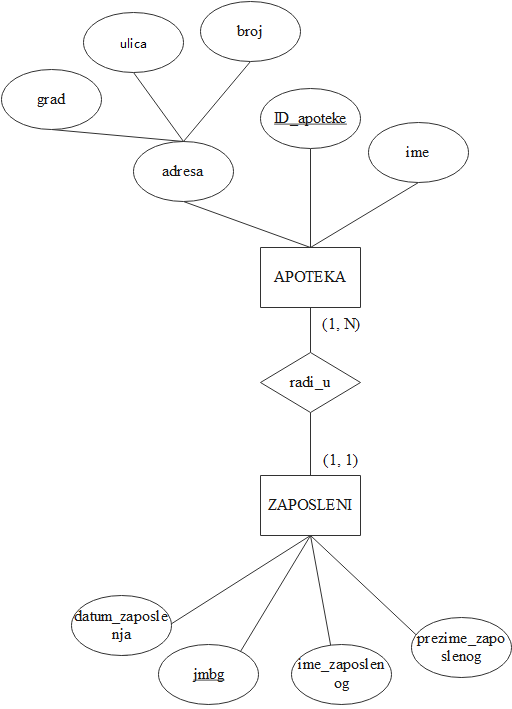 broj
ulica
grad
ID_apoteke
ime
adresa
APOTEKA
(1, N)
radi_u
(1, 1)
ZAPOSLENI
datum_zaposle
nja
jmbg
ime_zaposlen
og
prezime_zapo
slenog